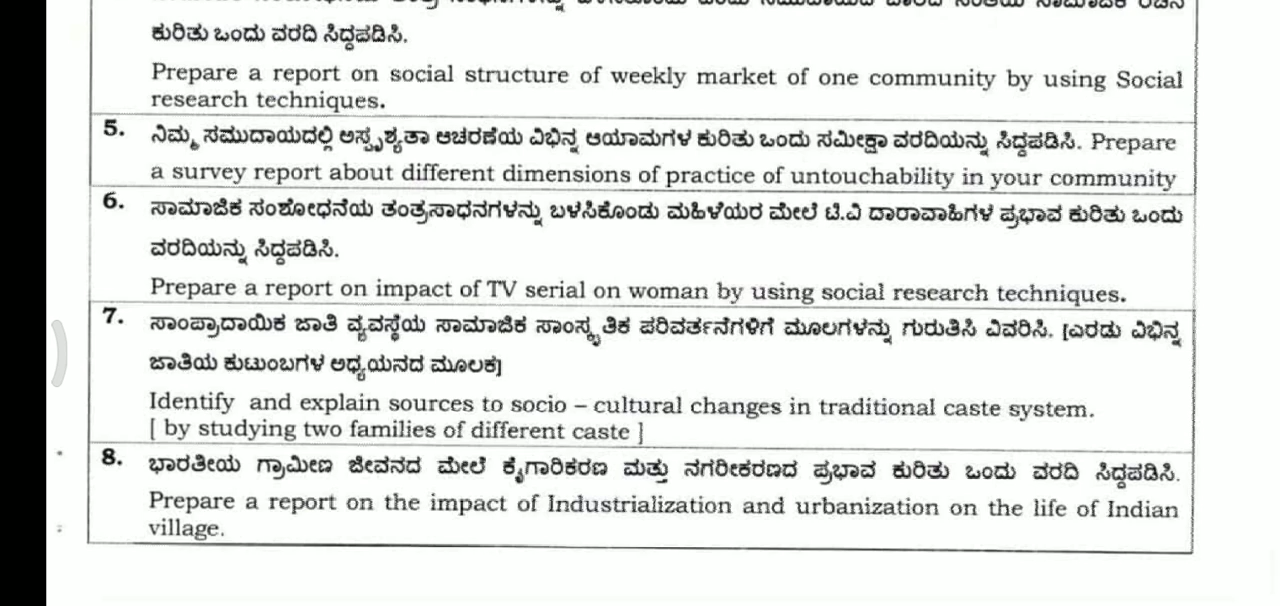 ಕುರಿತು ಒಂದು ವರದಿ ಸಿದ್ಧಪಡಿಸಿ.
Prepare a report on social structure of weekly market of one community by using Social
research techniques.
5. ನಿಮ್ಮ ಸಮುದಾಯದಲ್ಲಿ ಅಸ್ಪೃಶ್ಯತಾ ಆಚರಣೆಯ ವಿಭಿನ್ನ ಆಯಾಮಗಳ ಕುರಿತು ಒಂದು ಸಮೀಕ್ಷಾ ವರದಿಯನ್ನು ಸಿದ್ಧಪಡಿಸಿ. Prepare
a survey report about different dimensions of practice of untouchability in your community
6. ಸಾಮಾಜಿಕ ಸಂಶೋಧನೆಯ ತಂತ್ರಸಾಧನಗಳನ್ನು ಬಳಸಿಕೊಂಡು ಮಹಿಳೆಯರ ಮೇಲೆ ಟಿ.ವಿ ದಾರಾವಾಹಿಗಳ ಪ್ರಭಾವ ಕುರಿತು ಒಂದು
ವರದಿಯನ್ನು ಸಿದ್ಧಪಡಿಸಿ.
Prepare a report on impact of TV serial on woman by using social research techniques.
7. ಸಾಂಪ್ರಾದಾಯಿಕ ಜಾತಿ ವ್ಯವಸ್ಥೆಯ ಸಾಮಾಜಿಕ ಸಾಂಸ್ಕೃತಿಕ ಪರಿವರ್ತನೆಗಳಿಗೆ ಮೂಲಗಳನ್ನು ಗುರುತಿಸಿ ವಿವರಿಸಿ. [ಎರಡು ವಿಭಿನ್ನ
ಜಾತಿಯ ಕುಟುಂಬಗಳ ಅಧ್ಯಯನದ ಮೂಲಕ]
Identify and explain sources to socio – cultural changes in traditional caste system.
[ by studying two families of different caste ]
8. ಭಾರತೀಯ ಗ್ರಾಮೀಣ ಜೀವನದ ಮೇಲೆ ಕೈಗಾರಿಕರಣ ಮತ್ತು ನಗರೀಕರಣದ ಪ್ರಭಾವ ಕುರಿತು ಒಂದು ವರದಿ ಸಿದ್ಧಪಡಿಸಿ.
Prepare a report on the impact of Industrialization and urbanization on the life of Indian
village.